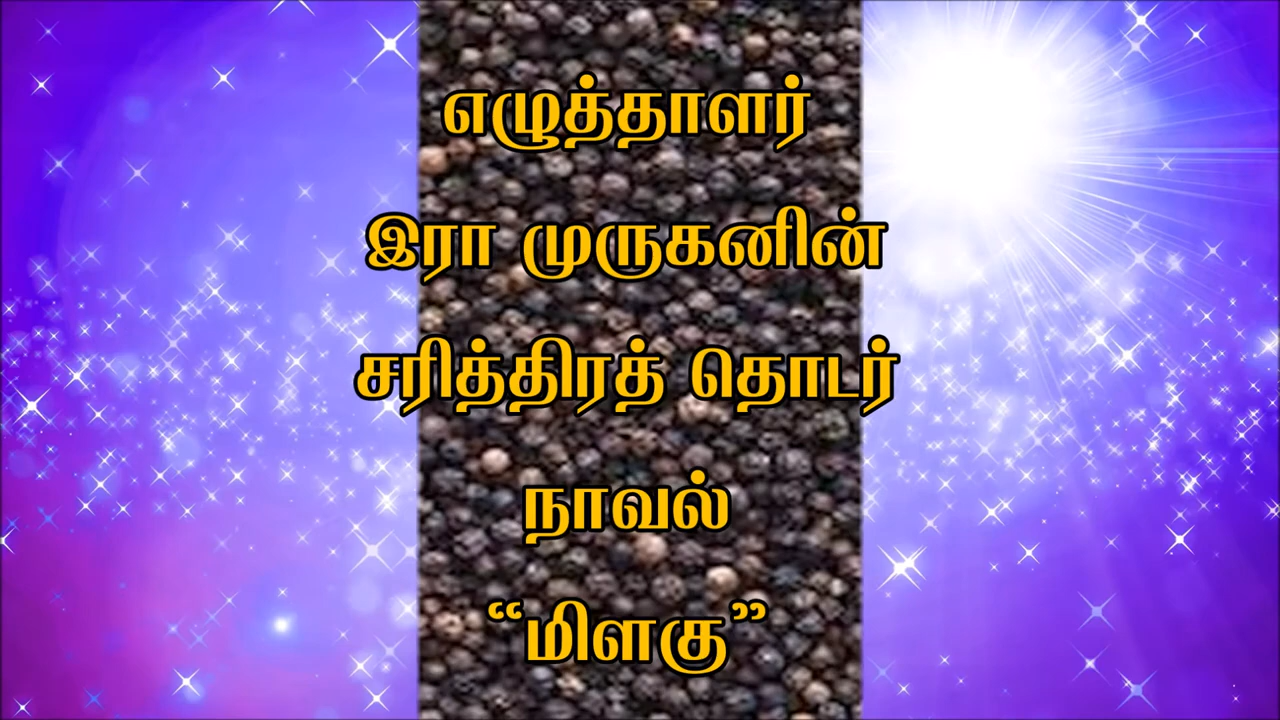 எழுத்தாளர்
இரா முருகனின்
சரித்திரத் தொடர்
நாவல்
“மிளகு”